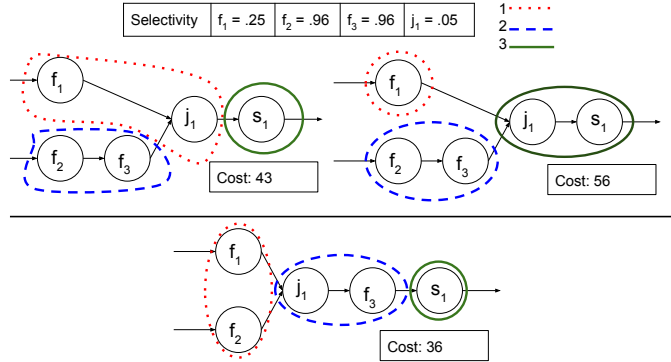 Selectivity f₁ = .25 f₂ = .96 f₃ = .96 j₁ = .05
1
2
3
f₁
j₁
s₁
f₂
f₃
Cost: 43
f₁
j₁
s₁
f₂
f₃
Cost: 56
f₁
j₁
f₃
s₁
f₂
Cost: 36